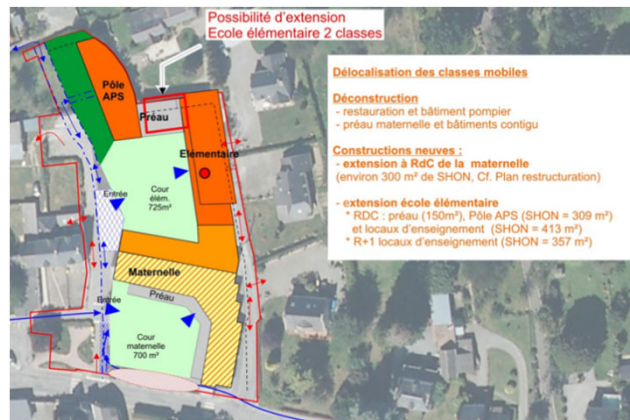 Possibilité d'extension
Ecole élémentaire 2 classes
Pôle
APS
Préau
Elémentaire
Entrée
Cour
élém.
725m²
Maternelle
Entrée
Préau
Cour
maternelle
700 m²
Délocalisation des classes mobiles
Déconstruction
- restauration et bâtiment pompier
- préau maternelle et bâtiments contigu
Constructions neuves :
- extension à RdC de la maternelle
(environ 300 m² de SHON, Cf. Plan restructuration)
- extension école élémentaire
* RDC : préau (150m²), Pôle APS (SHON = 309 m²)
et locaux d'enseignement (SHON = 413 m²)
* R+1 locaux d'enseignement (SHON = 357 m²)